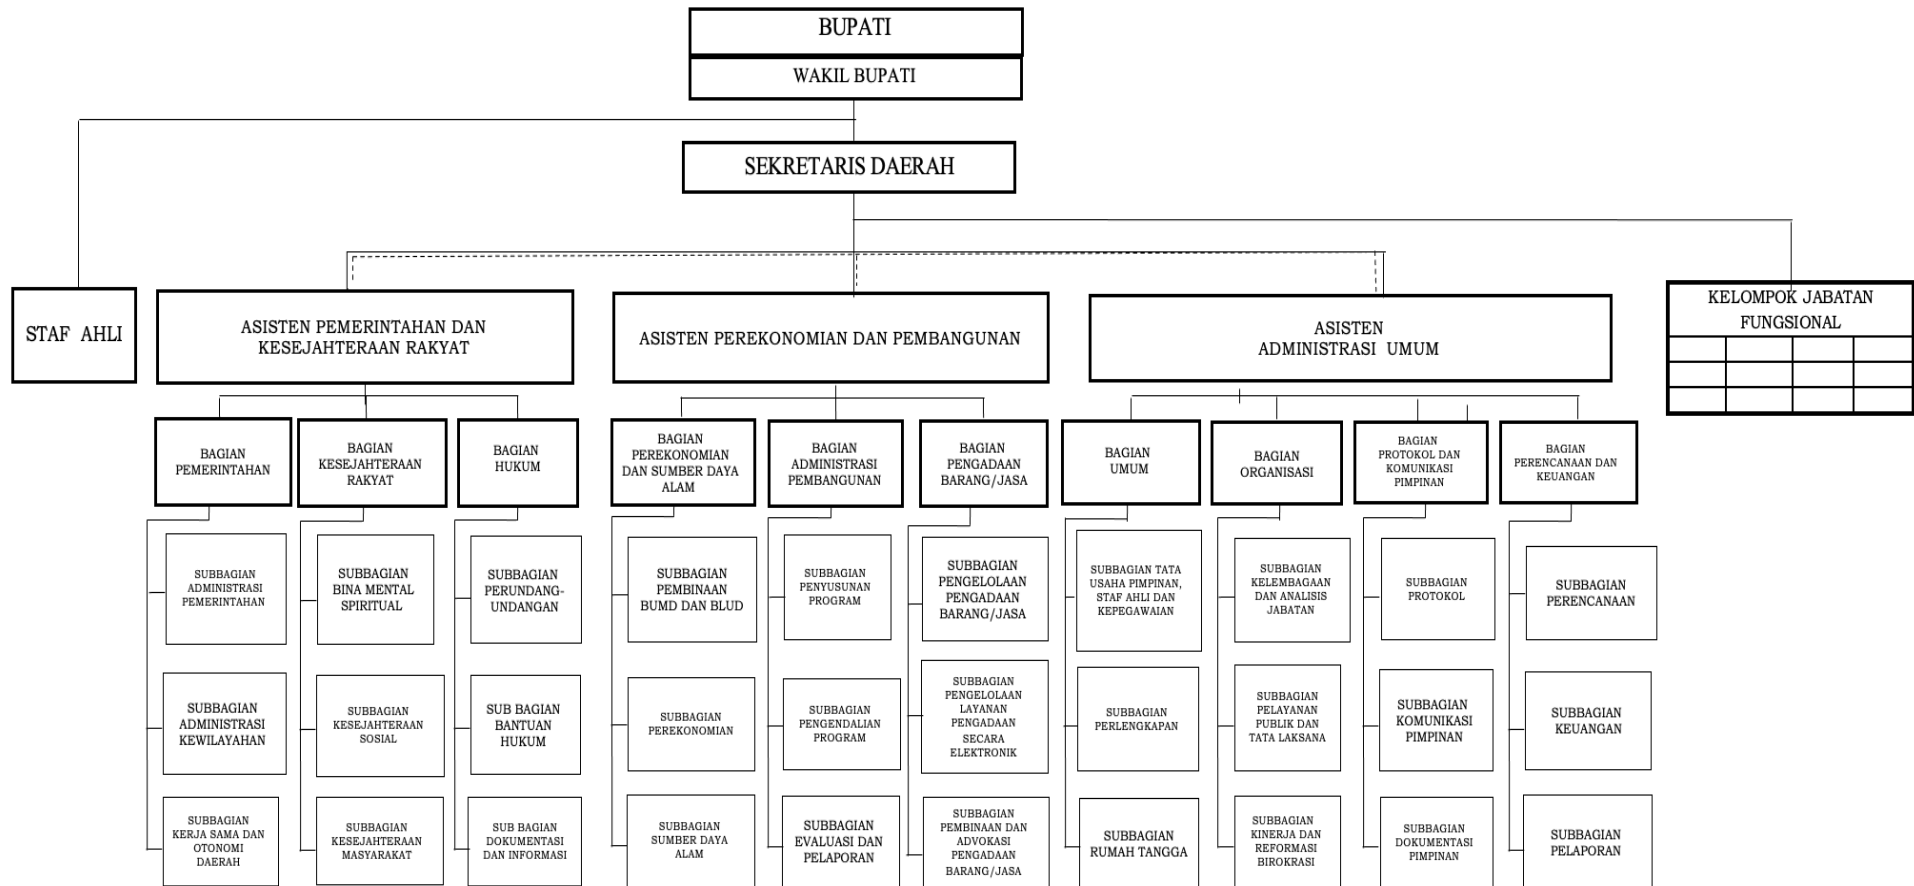 BUPATI
WAKIL BUPATI
SEKRETARIS DAERAH
STAF AHLI
ASISTEN PEMERINTAHAN DAN
KESEJAHTERAAN RAKYAT
ASISTEN PEREKONOMIAN DAN PEMBANGUNAN
ASISTEN
ADMINISTRASI UMUM
KELOMPOK JABATAN
FUNGSIONAL
BAGIAN
PEMERINTAHAN
BAGIAN
KESEJAHTERAAN
RAKYAT
BAGIAN
HUKUM
BAGIAN
PEREKONOMIAN
DAN SUMBER DAYA
ALAM
BAGIAN
ADMINISTRASI
PEMBANGUNAN
BAGIAN
PENGADAAN
BARANG/JASA
BAGIAN
UMUM
BAGIAN
ORGANISASI
BAGIAN
PROTOKOL DAN
KOMUNIKASI
PIMPINAN
BAGIAN
PERENCANAAN DAN
KEUANGAN
SUBBAGIAN
ADMINISTRASI
PEMERINTAHAN
SUBBAGIAN
BINA MENTAL
SPIRITUAL
SUBBAGIAN
PERUNDANG-
UNDANGAN
SUBBAGIAN
PEMBINAAN
BUMD DAN BLUD
SUBBAGIAN
PENYUSUNAN
PROGRAM
SUBBAGIAN
PENGELOLAAN
PENGADAAN
BARANG/JASA
SUBBAGIAN TATA
USAHA PIMPINAN,
STAF AHLI DAN
KEPEGAWAIAN
SUBBAGIAN
KELEMBAGAAN
DAN ANALISIS
JABATAN
SUBBAGIAN
PROTOKOL
SUBBAGIAN
PERENCANAAN
SUBBAGIAN
ADMINISTRASI
KEWILAYAHAN
SUBBAGIAN
KESEJAHTERAAN
SOSIAL
SUB BAGIAN
BANTUAN
HUKUM
SUBBAGIAN
PEREKONOMIAN
SUBBAGIAN
PENGENDALIAN
PROGRAM
SUBBAGIAN
PENGELOLAAN
LAYANAN
PENGADAAN
SECARA
ELEKTRONIK
SUBBAGIAN
PERLENGKAPAN
SUBBAGIAN
PELAYANAN
PUBLIK DAN
TATA LAKSANA
SUBBAGIAN
KOMUNIKASI
PIMPINAN
SUBBAGIAN
KEUANGAN
SUBBAGIAN
KERJA SAMA DAN
OTONOMI
DAERAH
SUBBAGIAN
KESEJAHTERAAN
MASYARAKAT
SUB BAGIAN
DOKUMENTASI
DAN INFORMASI
SUBBAGIAN
SUMBER DAYA
ALAM
SUBBAGIAN
EVALUASI DAN
PELAPORAN
SUBBAGIAN
PEMBINAAN DAN
ADVOKASI
PENGADAAN
BARANG/JASA
SUBBAGIAN
RUMAH TANGGA
SUBBAGIAN
KINERJA DAN
REFORMASI
BIROKRASI
SUBBAGIAN
DOKUMENTASI
PIMPINAN
SUBBAGIAN
PELAPORAN